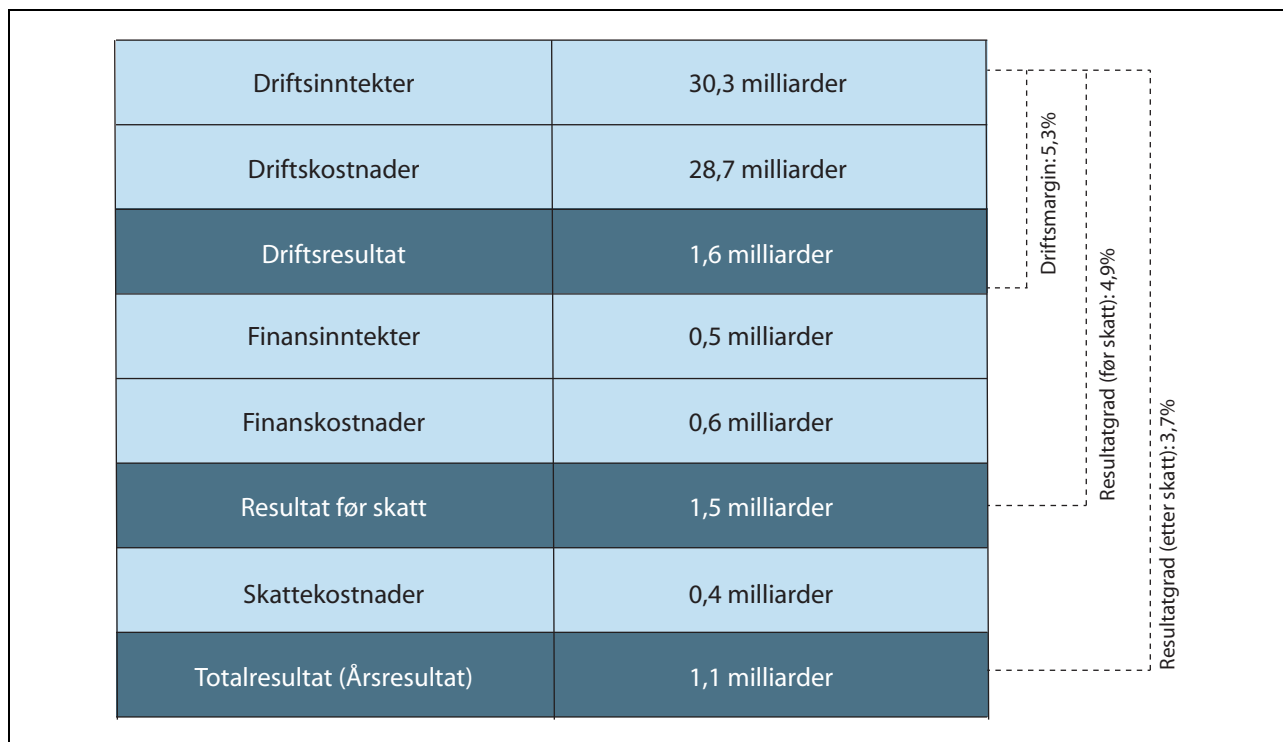 Driftsinntekter 30,3 milliarder
Driftskostnader 28,7 milliarder
Driftsresultat 1,6 milliarder
Finansinntekter 0,5 milliarder
Finanskostnader 0,6 milliarder
Resultat før skatt 1,5 milliarder
Skattekostnader 0,4 milliarder
Totalresultat (Årsresultat) 1,1 milliarder
Driftsmargin: 5,3%
Resultatgrad (før skatt): 4,9%
Resultatgrad (etter skatt): 3,7%